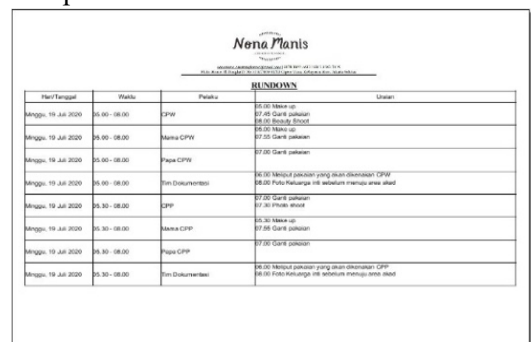 Nona Manis
RUNDOWN
Hari/Tanggal Waktu Pelaku Uraian
Minggu, 19 Juli 2020 05.00 - 08.00 CPW 05.00 Make up
07.45 Ganti pakaian
08.00 Beauty Shoot
Minggu, 19 Juli 2020 05.00 - 08.00 Mama CPW 05.00 Make up
07.55 Ganti pakaian
Minggu, 19 Juli 2020 05.00 - 08.00 Papa CPW 07.00 Ganti pakaian
Minggu, 19 Juli 2020 05.00 - 08.00 Tim Dokumentasi 06.00 Meliput pakaian yang akan dikenakan CPW
08.00 Foto Keluarga inti sebelum menuju area akad
Minggu, 19 Juli 2020 05.30 - 08.00 CPP 07.00 Ganti pakaian
07.30 Photo shoot
Minggu, 19 Juli 2020 05.30 - 08.00 Mama CPP 05.30 Make up
07.55 Ganti pakaian
Minggu, 19 Juli 2020 05.30 - 08.00 Papa CPP 07.00 Ganti pakaian
Minggu, 19 Juli 2020 05.30 - 08.00 Tim Dokumentasi 06.00 Meliput pakaian yang akan dikenakan CPP
08.00 Foto Keluarga inti sebelum menuju area akad